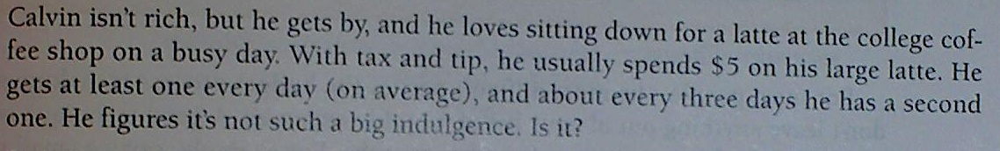 Calvin isn't rich, but he gets by, and he loves sitting down for a latte at the college cof-
fee shop on a busy day. With tax and tip, he usually spends $5 on his large latte. He
gets at least one every day (on average), and about every three days he has a second
one. He figures it's not such a big indulgence. Is it?